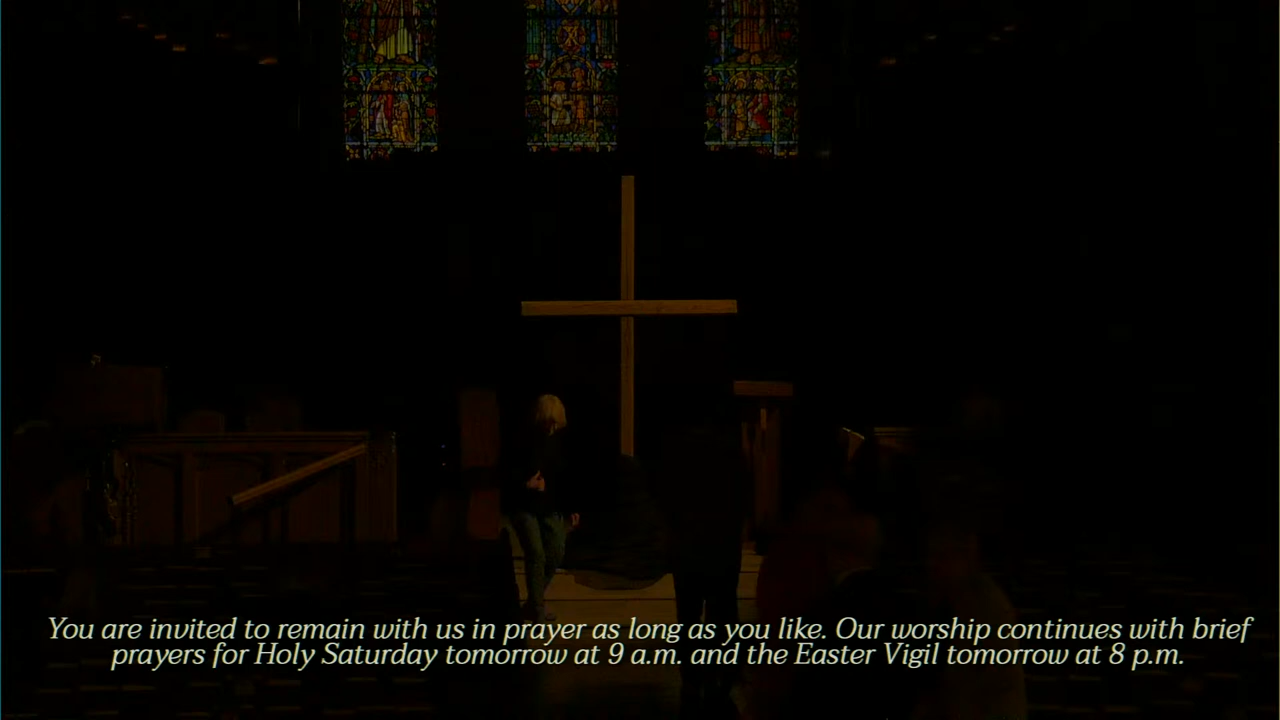 You are invited to remain with us in prayer as long as you like. Our worship continues with brief
prayers for Holy Saturday tomorrow at 9 a.m. and the Easter Vigil tomorrow at 8 p.m.